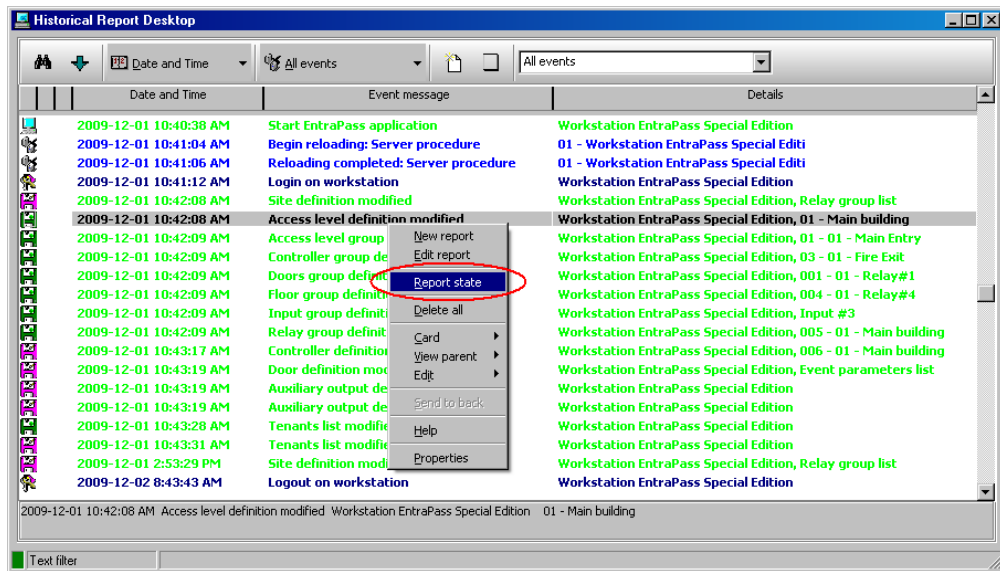 Historical Report Desktop
Date and Time All events All events
Date and Time Event message Details
2009-12-01 10:40:38 AM Start EntraPass application Workstation EntraPass Special Edition
2009-12-01 10:41:04 AM Begin reloading: Server procedure 01 - Workstation EntraPass Special Editi
2009-12-01 10:41:06 AM Reloading completed: Server procedure 01 - Workstation EntraPass Special Editi
2009-12-01 10:41:12 AM Login on workstation Workstation EntraPass Special Edition
2009-12-01 10:42:08 AM Site definition modified Workstation EntraPass Special Edition, Relay group list
2009-12-01 10:42:08 AM Access level definition modified Workstation EntraPass Special Edition, 01 - Main building
2009-12-01 10:42:09 AM Access level group Workstation EntraPass Special Edition, 01 - 01 - Main Entry
2009-12-01 10:42:09 AM Controller group de Workstation EntraPass Special Edition, 03 - 01 - Fire Exit
2009-12-01 10:42:09 AM Doors group definit Workstation EntraPass Special Edition, 001 - 01 - Relay#1
2009-12-01 10:42:09 AM Floor group definiti Workstation EntraPass Special Edition, 004 - 01 - Relay#4
2009-12-01 10:42:09 AM Input group definiti Workstation EntraPass Special Edition, Input #3
2009-12-01 10:42:09 AM Relay group definit Workstation EntraPass Special Edition, 005 - 01 - Main building
2009-12-01 10:43:17 AM Controller definition Workstation EntraPass Special Edition, 006 - 01 - Main building
2009-12-01 10:43:19 AM Door definition mod Workstation EntraPass Special Edition, Event parameters list
2009-12-01 10:43:19 AM Auxiliary output de Workstation EntraPass Special Edition
2009-12-01 10:43:19 AM Auxiliary output de Workstation EntraPass Special Edition
2009-12-01 10:43:28 AM Tenants list modifie Workstation EntraPass Special Edition
2009-12-01 10:43:31 AM Tenants list modifie Workstation EntraPass Special Edition
2009-12-01 2:53:29 PM Site definition modi Workstation EntraPass Special Edition, Relay group list
2009-12-02 8:43:43 AM Logout on workstation Workstation EntraPass Special Edition
New report
Edit report
Report state
Delete all
Card
View parent
Edit
Send to back
Help
Properties
2009-12-01 10:42:08 AM Access level definition modified Workstation EntraPass Special Edition 01 - Main building
Text filter